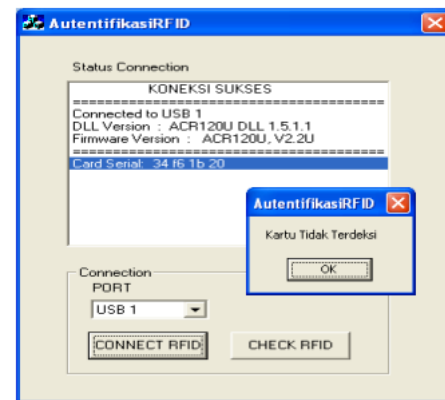 AutentifikasiRFID
Status Connection
KONEKSI SUKSES
========================================
Connected to USB 1
DLL Version : ACR120U DLL 1.5.1.1
Firmware Version : ACR120U, V2.2U
========================================
Card Serial: 34 f6 1b 20
AutentifikasiRFID
Kartu Tidak Terdeksi
OK
Connection
PORT
USB 1
CONNECT RFID
CHECK RFID